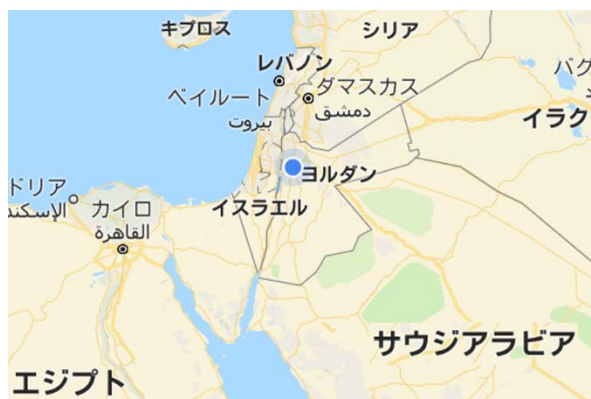 キプロス
シリア
レバノン
バグ
ダマスカス
دمشق
ベイルート
بيروت
イラク
ヨルダン
ドリア
الإسكند
イスラエル
カイロ
القاهرة
サウジアラビア
エジプト